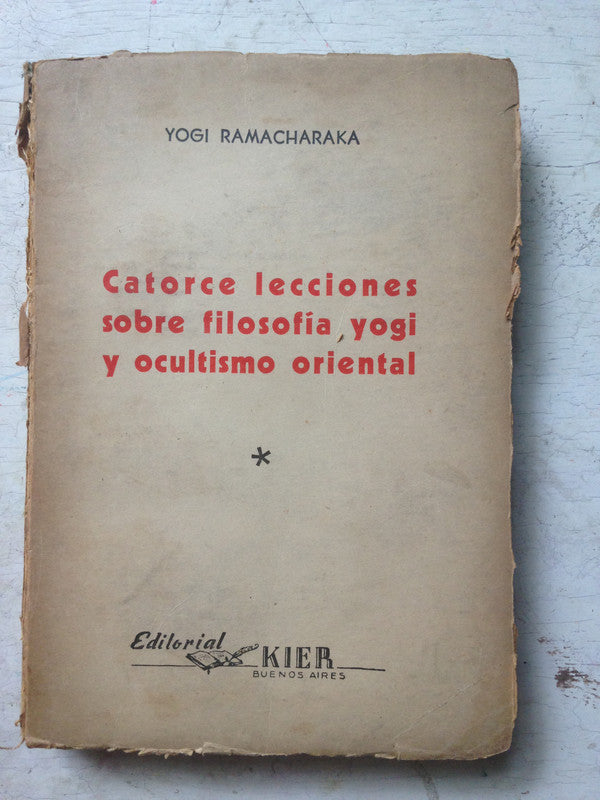 YOGI RAMACHARAKA
Catorce lecciones
sobre filosofía yogi
y ocultismo oriental
*
Editorial
KIER
BUENOS AIRES